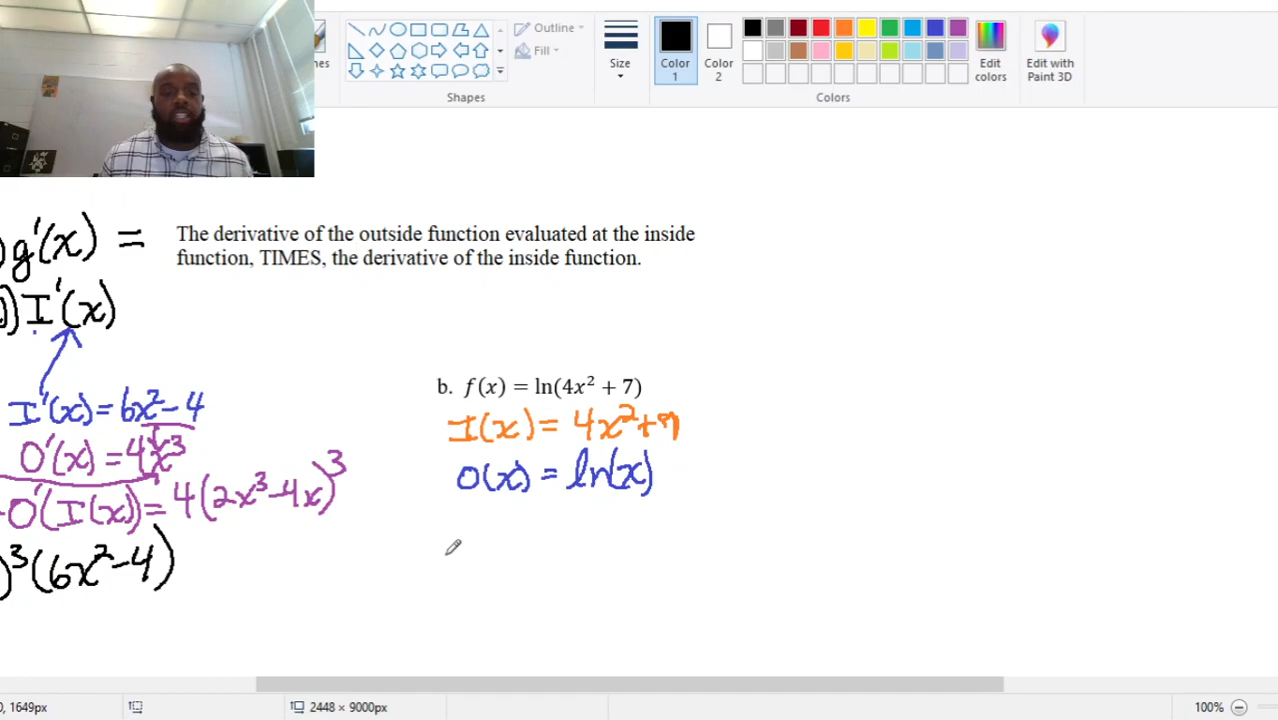 Outline
Fill
Size
Color 1
Color 2
Edit colors
Edit with Paint 3D
Shapes
Colors
g'(x) =
The derivative of the outside function evaluated at the inside
function, TIMES, the derivative of the inside function.
) I'(x)
b. f(x) = ln(4x² + 7)
I'(x) = 6x² - 4
I(x) = 4x² + 7
O'(x) = 4x³
O(x) = ln(x)
O'(I(x)) = 4(2x³ - 4x)³
)³(6x² - 4)
, 1649px
2448 × 9000px
100%